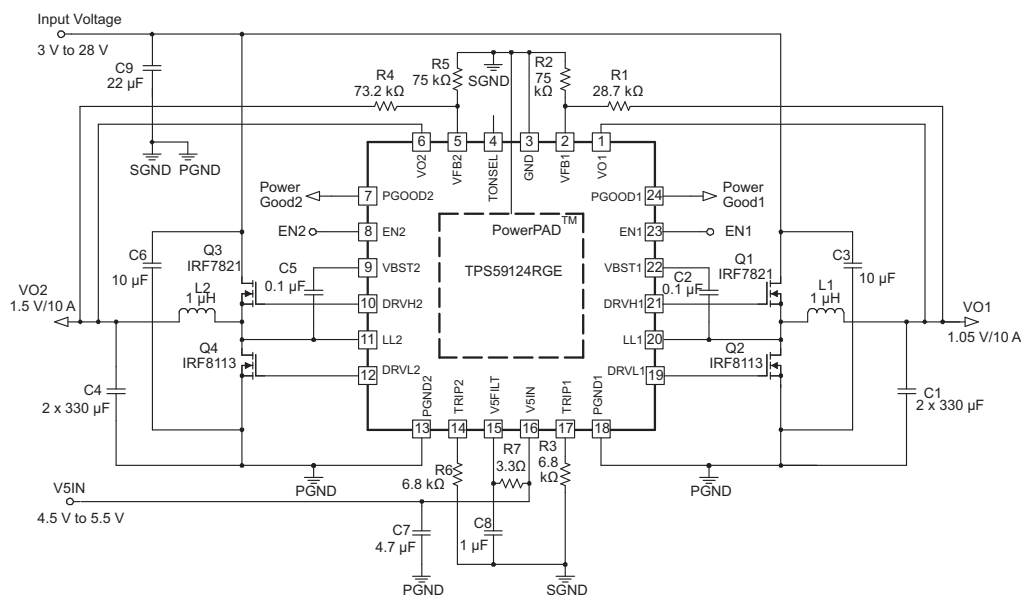 Input Voltage
3 V to 28 V
C9
22 µF
SGND
PGND
R4
73.2 kΩ
R5
75 kΩ
SGND
R2
75
kΩ
R1
28.7 kΩ
6
5
4
3
2
1
VO2
VFB2
TONSEL
GND
VFB1
VO1
Power
Good2
7
PGOOD2
PGOOD1
24
Power
Good1
EN2
8
EN2
EN1
23
EN1
PowerPAD™
TPS59124RGE
C6
10 µF
Q3
IRF7821
C5
0.1 µF
9
VBST2
VBST1
22
C2
0.1 µF
Q1
IRF7821
C3
10 µF
VO2
1.5 V/10 A
L2
1 µH
10
DRVH2
DRVH1
21
L1
1 µH
VO1
1.05 V/10 A
11
LL2
LL1
20
Q4
IRF8113
12
DRVL2
DRVL1
19
Q2
IRF8113
C4
2 x 330 µF
C1
2 x 330 µF
PGND2
TRIP2
V5FILT
V5IN
TRIP1
PGND1
13
14
15
16
17
18
PGND
R6
6.8 kΩ
R7
3.3Ω
R3
6.8
kΩ
PGND
V5IN
4.5 V to 5.5 V
C7
4.7 µF
PGND
C8
1 µF
SGND